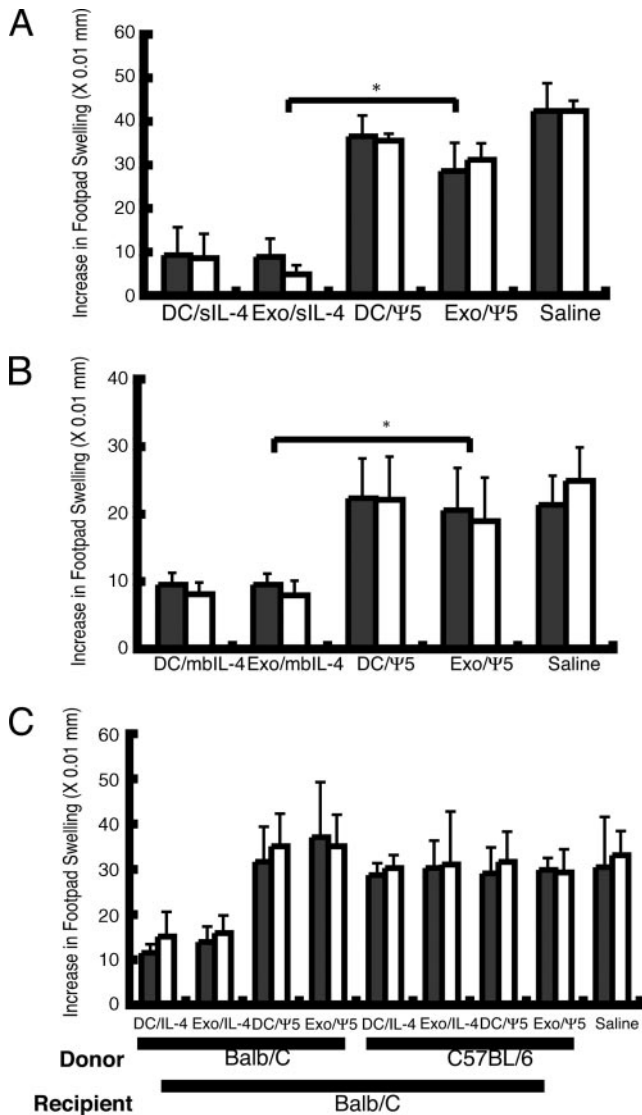 A
Increase in Footpad Swelling (X 0.01 mm)
60
50
40
30
20
10
0
*
DC/sIL-4 Exo/sIL-4 DC/Ψ5 Exo/Ψ5 Saline
B
Increase in Footpad Swelling (X 0.01 mm)
40
30
20
10
0
*
DC/mbIL-4 Exo/mbIL-4 DC/Ψ5 Exo/Ψ5 Saline
C
Increase in Footpad Swelling (X 0.01 mm)
60
50
40
30
20
10
0
DC/IL-4 Exo/IL-4 DC/Ψ5 Exo/Ψ5 DC/IL-4 Exo/IL-4 DC/Ψ5 Exo/Ψ5 Saline
Donor Balb/C C57BL/6
Recipient Balb/C